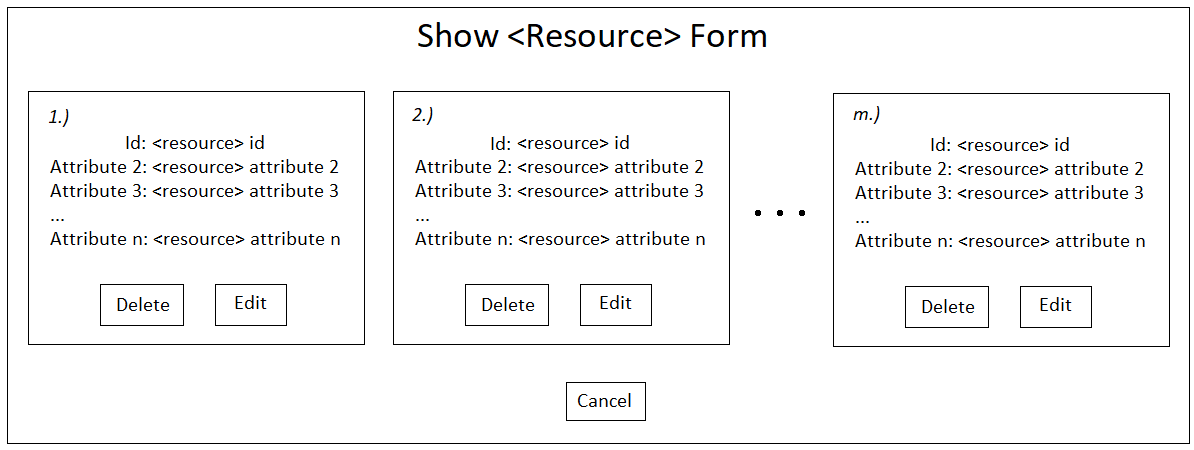 Show <Resource> Form
1.)
Id: <resource> id
Attribute 2: <resource> attribute 2
Attribute 3: <resource> attribute 3
...
Attribute n: <resource> attribute n
Delete
Edit
2.)
Id: <resource> id
Attribute 2: <resource> attribute 2
Attribute 3: <resource> attribute 3
...
Attribute n: <resource> attribute n
Delete
Edit
. . .
m.)
Id: <resource> id
Attribute 2: <resource> attribute 2
Attribute 3: <resource> attribute 3
...
Attribute n: <resource> attribute n
Delete
Edit
Cancel